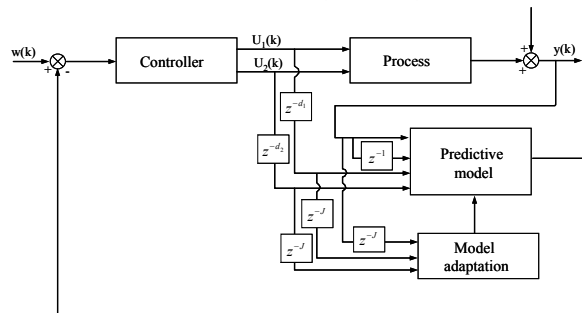 w(k)
+
-
Controller
U₁(k)
U₂(k)
Process
+
+
y(k)
z^{-d₁}
z^{-d₂}
z^{-1}
Predictive
model
z^{-J}
z^{-J}
z^{-J}
Model
adaptation